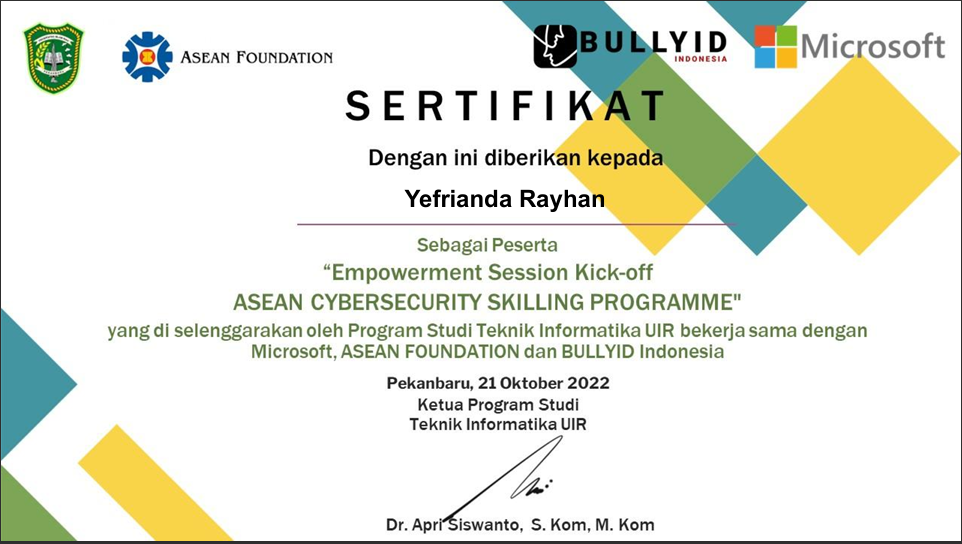 ASEAN FOUNDATION
BULLYID
INDONESIA
Microsoft
SERTIFIKAT
Dengan ini diberikan kepada
Yefrianda Rayhan
Sebagai Peserta
“Empowerment Session Kick-off
ASEAN CYBERSECURITY SKILLING PROGRAMME"
yang di selenggarakan oleh Program Studi Teknik Informatika UIR bekerja sama dengan
Microsoft, ASEAN FOUNDATION dan BULLYID Indonesia
Pekanbaru, 21 Oktober 2022
Ketua Program Studi
Teknik Informatika UIR
Dr. Apri Siswanto, S. Kom, M. Kom